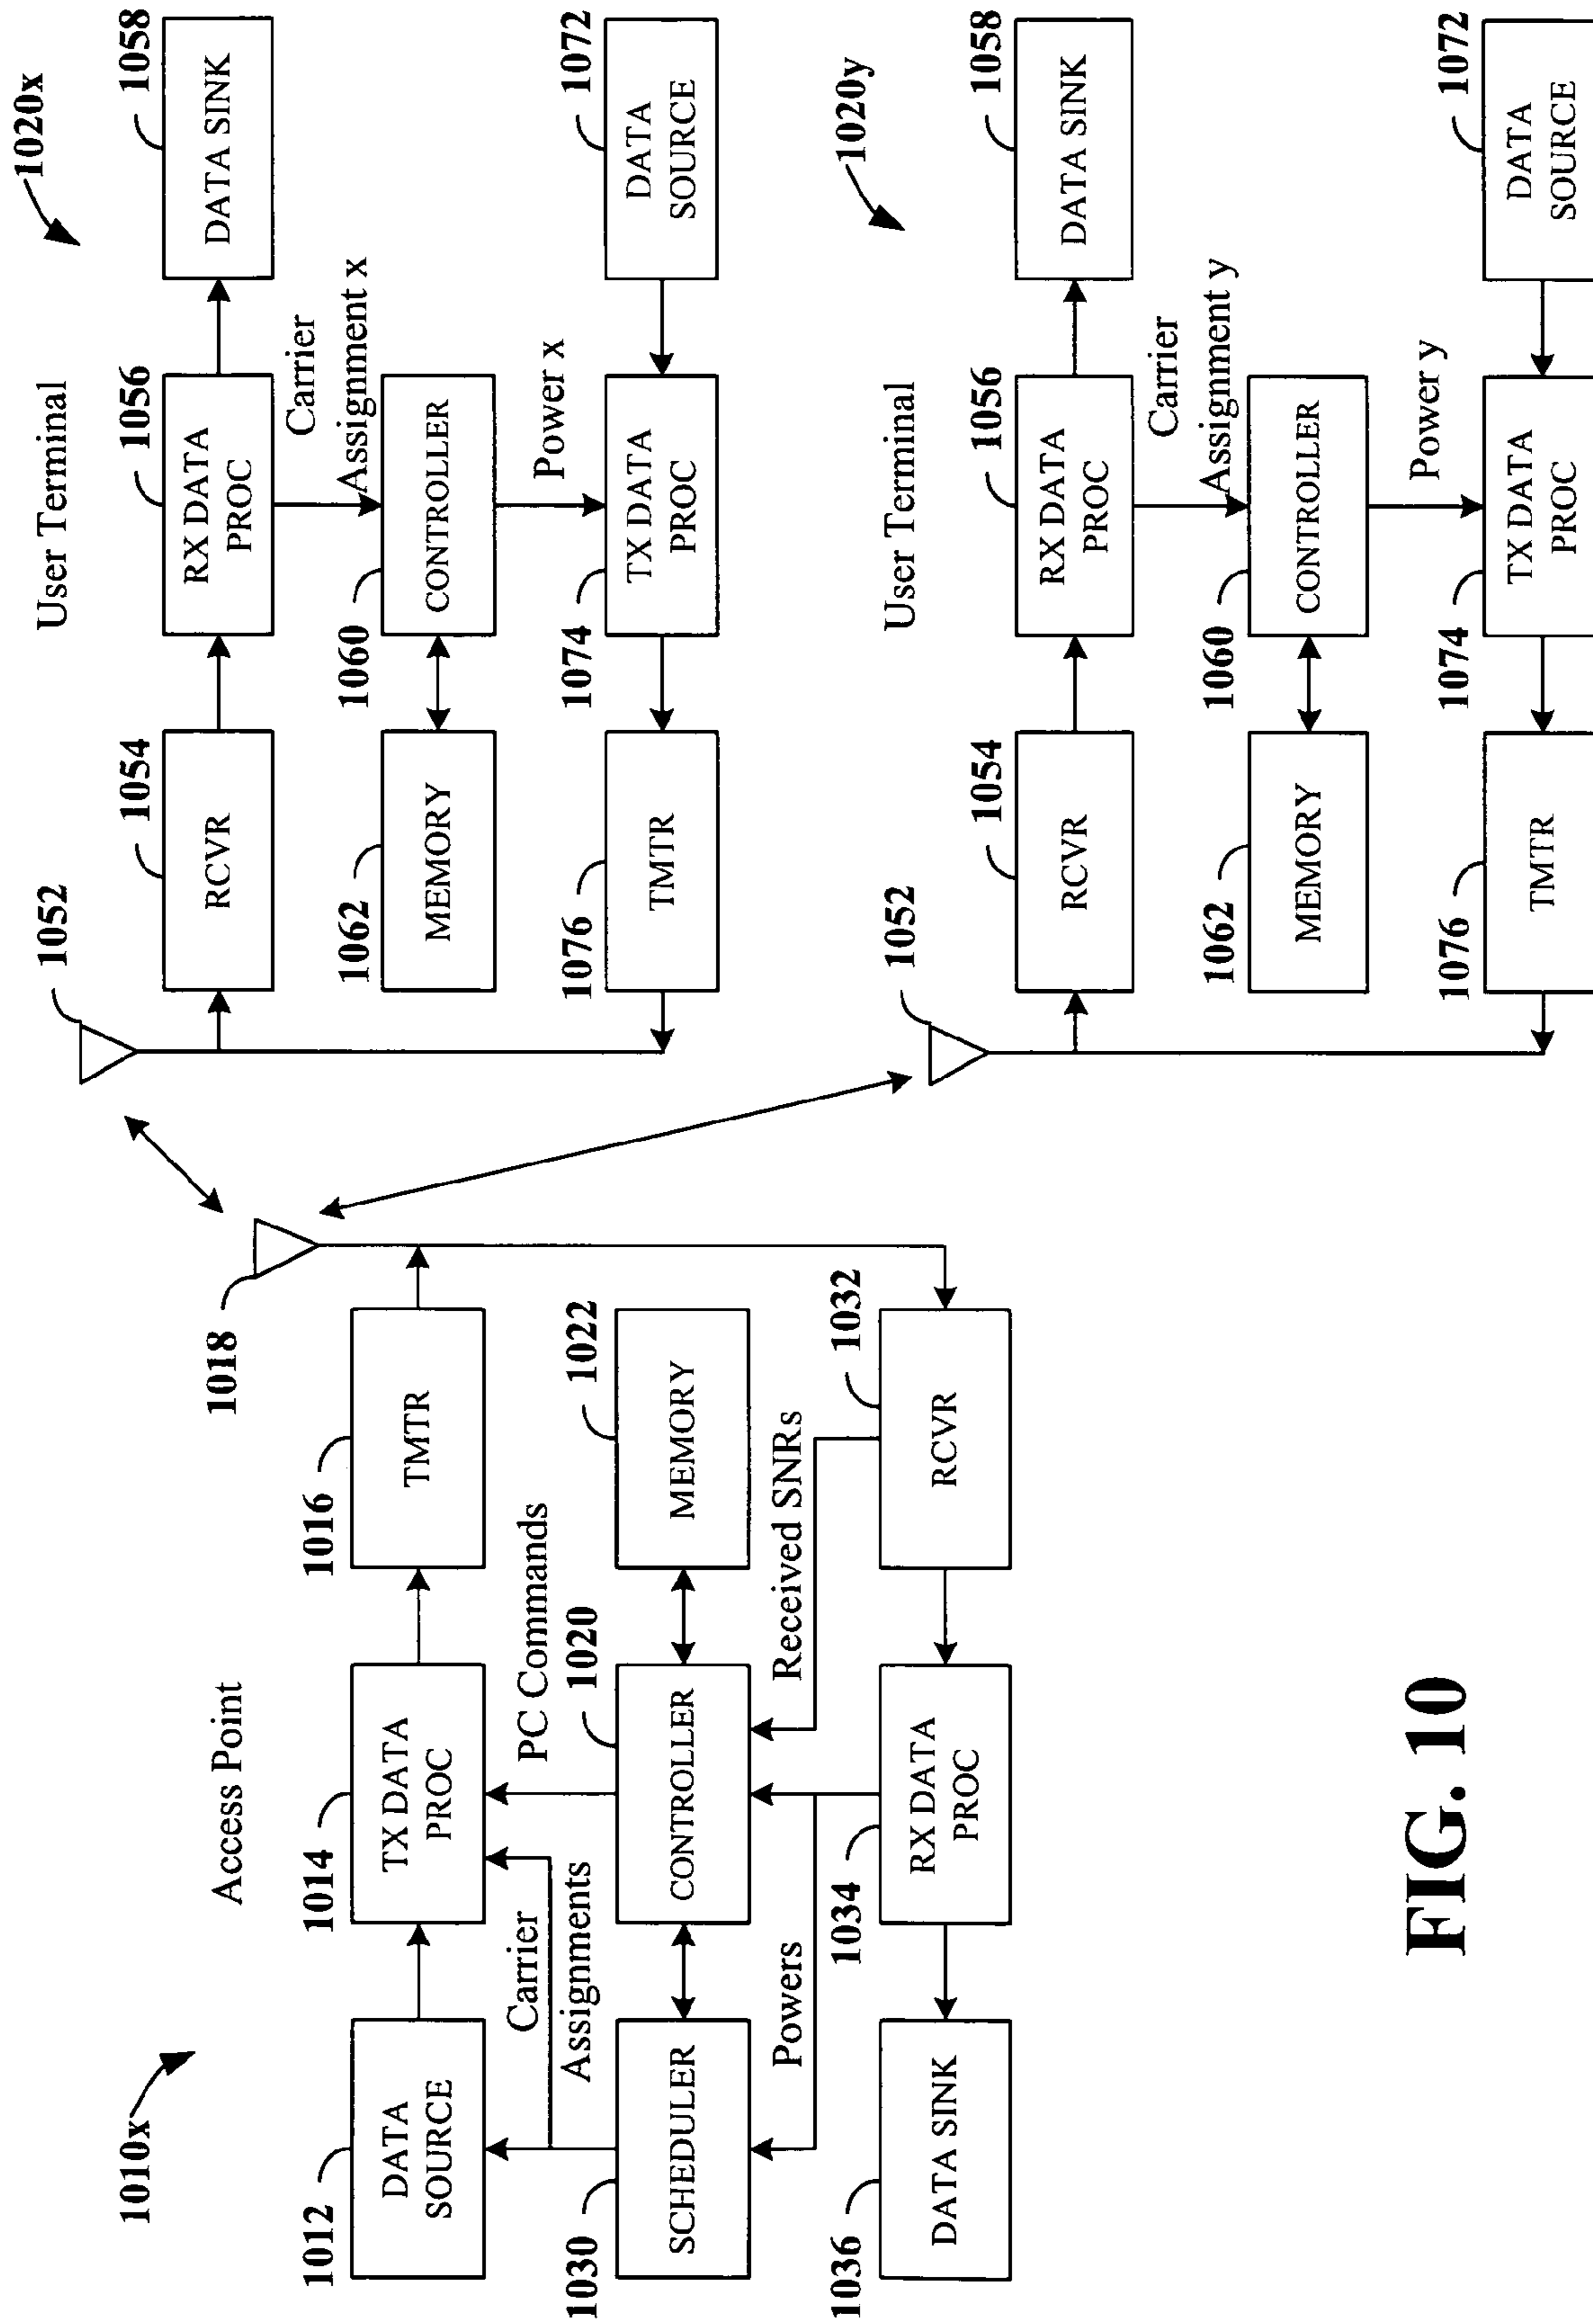 1010x
Access Point
1012
DATA
SOURCE
1014
TX DATA
PROC
1016
TMTR
1018
Carrier
Assignments
PC Commands
1030
SCHEDULER
1020
CONTROLLER
1022
MEMORY
Powers
Received SNRs
1036
DATA SINK
1034
RX DATA
PROC
1032
RCVR
1020x
User Terminal
1052
1054
RCVR
1056
RX DATA
PROC
1058
DATA SINK
Carrier
Assignment x
1062
MEMORY
1060
CONTROLLER
Power x
1076
TMTR
1074
TX DATA
PROC
1072
DATA
SOURCE
1020y
User Terminal
1052
1054
RCVR
1056
RX DATA
PROC
1058
DATA SINK
Carrier
Assignment y
1062
MEMORY
1060
CONTROLLER
Power y
1076
TMTR
1074
TX DATA
PROC
1072
DATA
SOURCE
FIG. 10